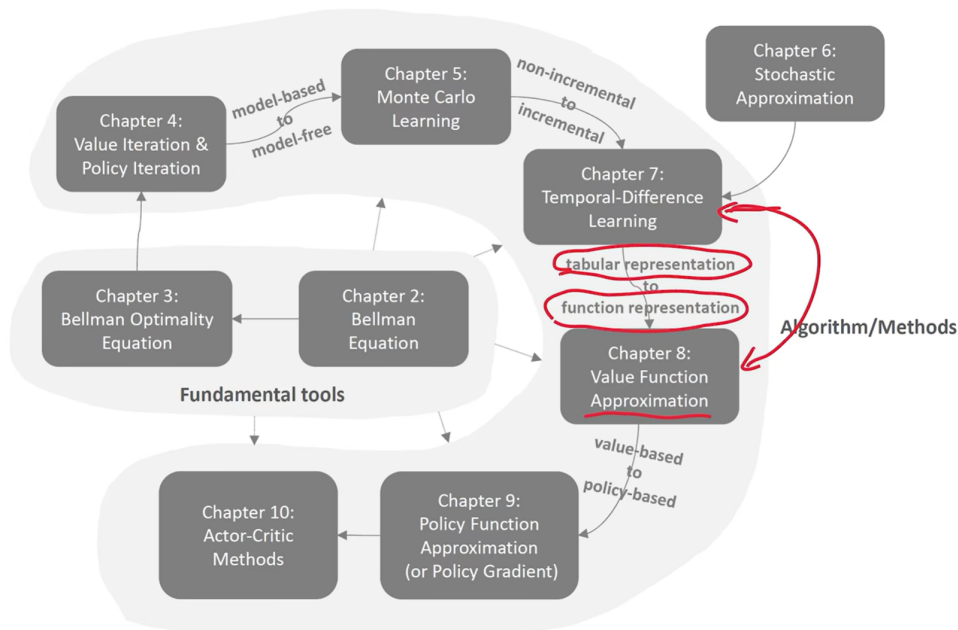 Chapter 4:
Value Iteration &
Policy Iteration
model-based
to
model-free
Chapter 5:
Monte Carlo
Learning
non-incremental
to
incremental
Chapter 6:
Stochastic
Approximation
Chapter 7:
Temporal-Difference
Learning
Chapter 3:
Bellman Optimality
Equation
Chapter 2:
Bellman
Equation
Fundamental tools
tabular representation
to
function representation
Algorithm/Methods
Chapter 8:
Value Function
Approximation
value-based
to
policy-based
Chapter 10:
Actor-Critic
Methods
Chapter 9:
Policy Function
Approximation
(or Policy Gradient)